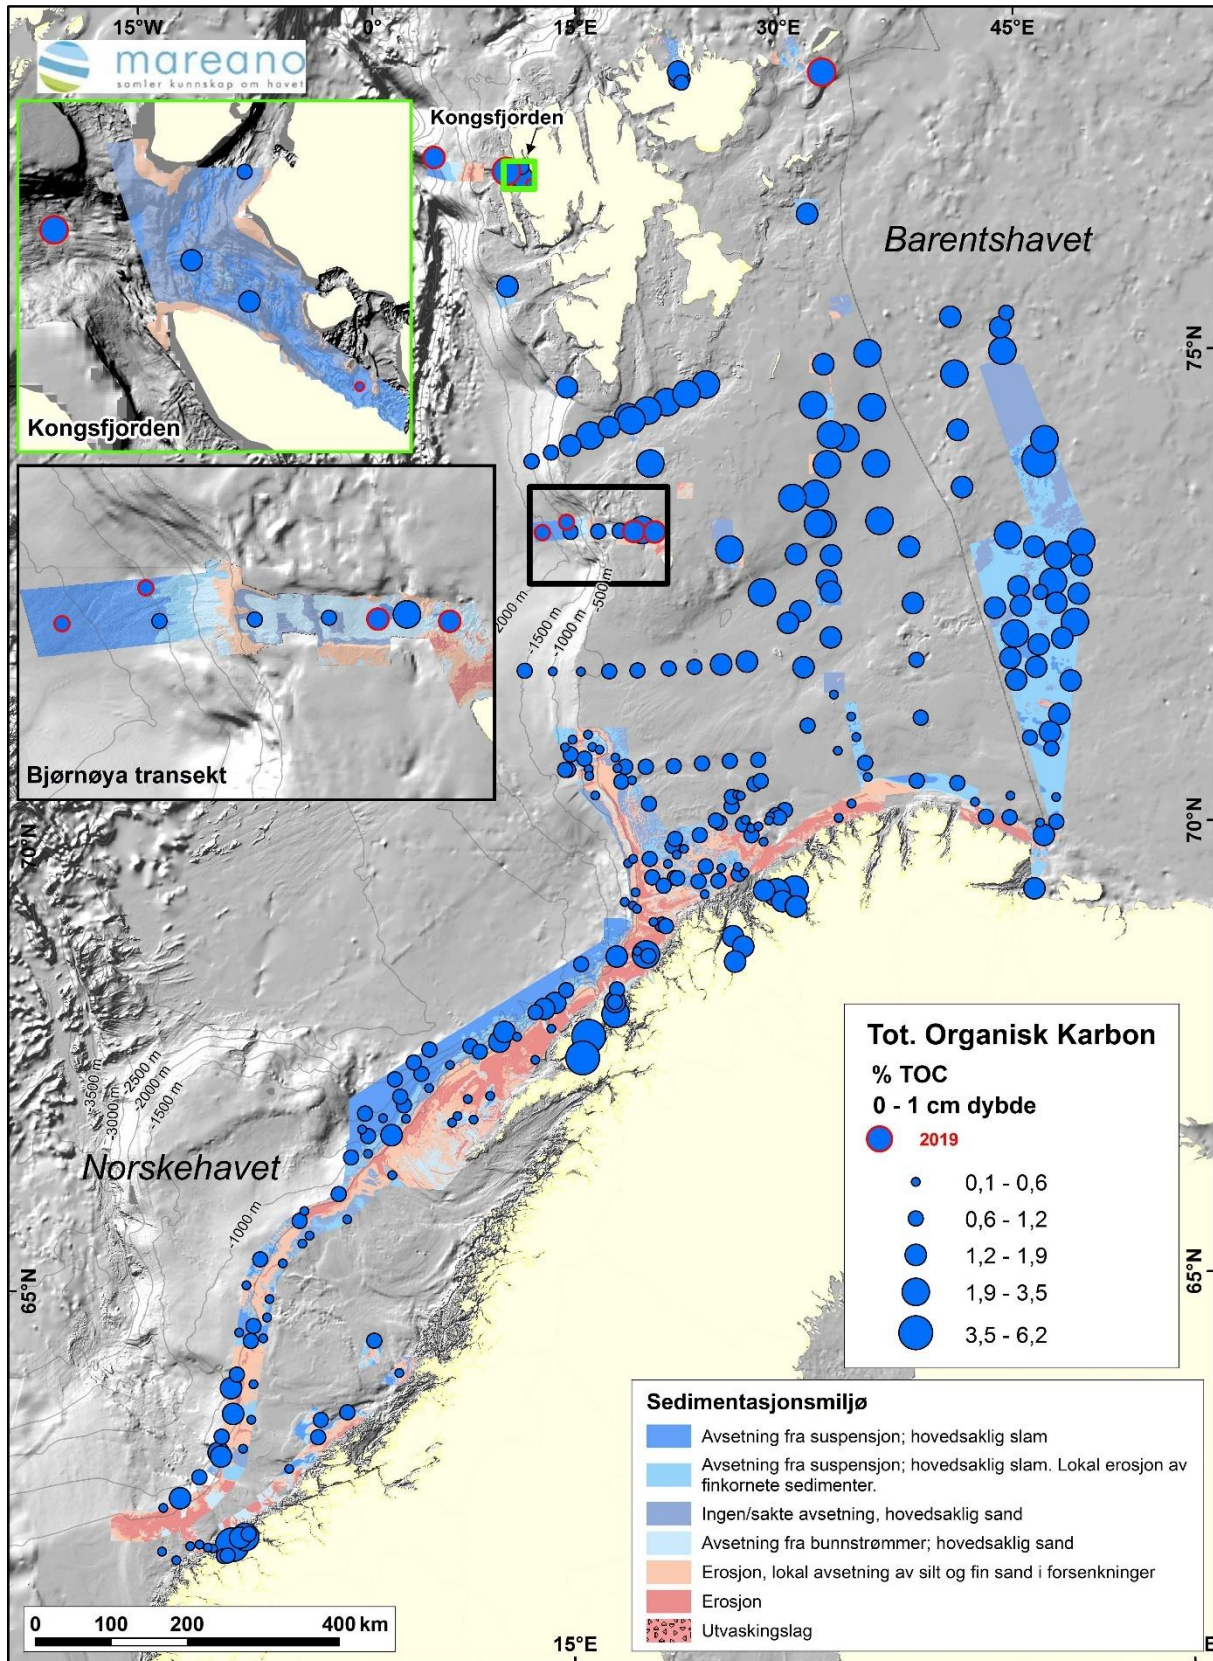 15°W
0°
15°E
30°E
45°E
mareano
samler kunnskap om havet
Kongsfjorden
Barentshavet
75°N
Kongsfjorden
-2000 m
-1500 m
-1000 m
-500 m
Bjørnøya transekt
70°N
70°N
-3500 m
-3000 m
-2500 m
-2000 m
-1500 m
Norskehavet
-1000 m
Tot. Organisk Karbon
% TOC
0 - 1 cm dybde
2019
0,1 - 0,6
0,6 - 1,2
1,2 - 1,9
1,9 - 3,5
3,5 - 6,2
65°N
65°N
Sedimentasjonsmiljø
Avsetning fra suspensjon; hovedsaklig slam
Avsetning fra suspensjon; hovedsaklig slam. Lokal erosjon av
finkornete sedimenter.
Ingen/sakte avsetning, hovedsaklig sand
Avsetning fra bunnstrømmer; hovedsaklig sand
Erosjon, lokal avsetning av silt og fin sand i forsenkninger
Erosjon
Utvaskingslag
0 100 200 400 km
15°E
30°E